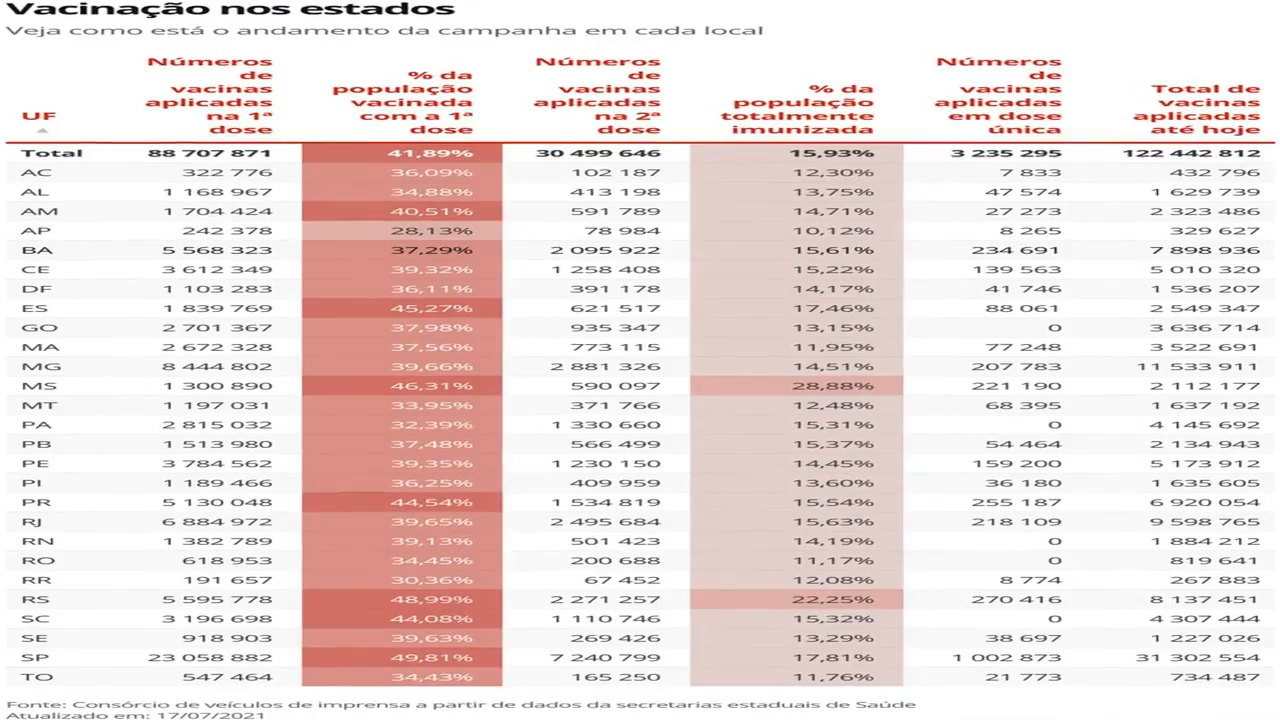 Vacinação nos estados
Veja como está o andamento da campanha em cada local
UF Números de vacinas aplicadas na 1ª dose % da população vacinada com a 1ª dose Números de vacinas aplicadas na 2ª dose % da população totalmente imunizada Números de vacinas aplicadas em dose única Total de vacinas aplicadas até hoje
Total 88 707 871 41,89% 30 499 646 15,93% 3 235 295 122 442 812
AC 322 776 36,09% 102 187 12,30% 7 833 432 796
AL 1 168 967 34,88% 413 198 13,75% 47 574 1 629 739
AM 1 704 424 40,51% 591 789 14,71% 27 273 2 323 486
AP 242 378 28,13% 78 984 10,12% 8 265 329 627
BA 5 568 323 37,29% 2 095 922 15,61% 234 691 7 898 936
CE 3 612 349 39,32% 1 258 408 15,22% 139 563 5 010 320
DF 1 103 283 36,11% 391 178 14,17% 41 746 1 536 207
ES 1 839 769 45,27% 621 517 17,46% 88 061 2 549 347
GO 2 701 367 37,98% 935 347 13,15% 0 3 636 714
MA 2 672 328 37,56% 773 115 11,95% 77 248 3 522 691
MG 8 444 802 39,66% 2 881 326 14,51% 207 783 11 533 911
MS 1 300 890 46,31% 590 097 28,88% 221 190 2 112 177
MT 1 197 031 33,95% 371 766 12,48% 68 395 1 637 192
PA 2 815 032 32,39% 1 330 660 15,31% 0 4 145 692
PB 1 513 980 37,48% 566 499 15,37% 54 464 2 134 943
PE 3 784 562 39,35% 1 230 150 14,45% 159 200 5 173 912
PI 1 189 466 36,25% 409 959 13,60% 36 180 1 635 605
PR 5 130 048 44,54% 1 534 819 15,54% 255 187 6 920 054
RJ 6 884 972 39,65% 2 495 684 15,63% 218 109 9 598 765
RN 1 382 789 39,13% 501 423 14,19% 0 1 884 212
RO 618 953 34,45% 200 688 11,17% 0 819 641
RR 191 657 30,36% 67 452 12,08% 8 774 267 883
RS 5 595 778 48,99% 2 271 257 22,25% 270 416 8 137 451
SC 3 196 698 44,08% 1 110 746 15,32% 0 4 307 444
SE 918 903 39,63% 269 426 13,29% 38 697 1 227 026
SP 23 058 882 49,81% 7 240 799 17,81% 1 002 873 31 302 554
TO 547 464 34,43% 165 250 11,76% 21 773 734 487
Fonte: Consórcio de veículos de imprensa a partir de dados da secretarias estaduais de Saúde
Atualizado em: 17/07/2021